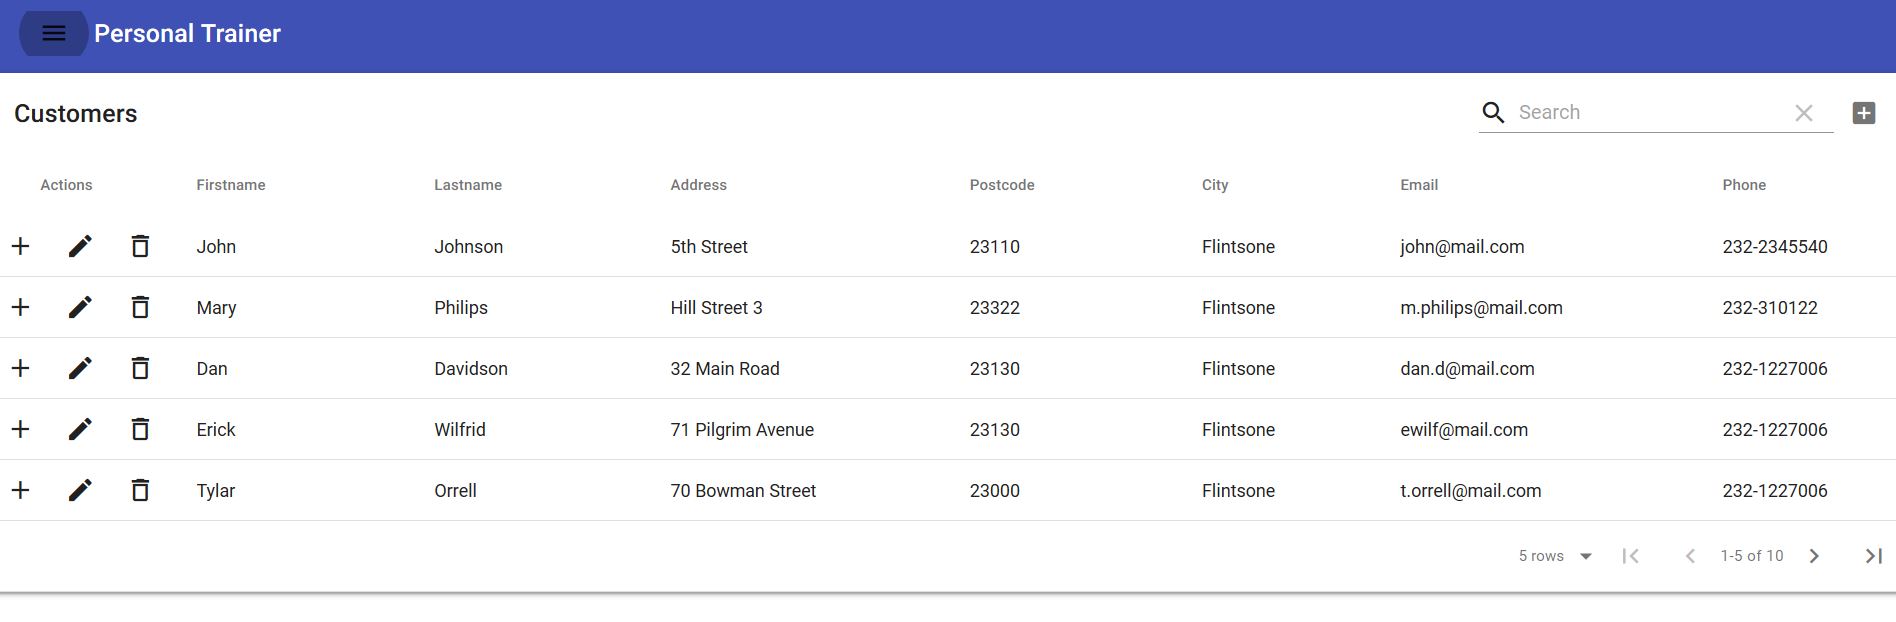 Personal Trainer
Customers Search
Actions Firstname Lastname Address Postcode City Email Phone
John Johnson 5th Street 23110 Flintsone john@mail.com 232-2345540
Mary Philips Hill Street 3 23322 Flintsone m.philips@mail.com 232-310122
Dan Davidson 32 Main Road 23130 Flintsone dan.d@mail.com 232-1227006
Erick Wilfrid 71 Pilgrim Avenue 23130 Flintsone ewilf@mail.com 232-1227006
Tylar Orrell 70 Bowman Street 23000 Flintsone t.orrell@mail.com 232-1227006
5 rows 1-5 of 10